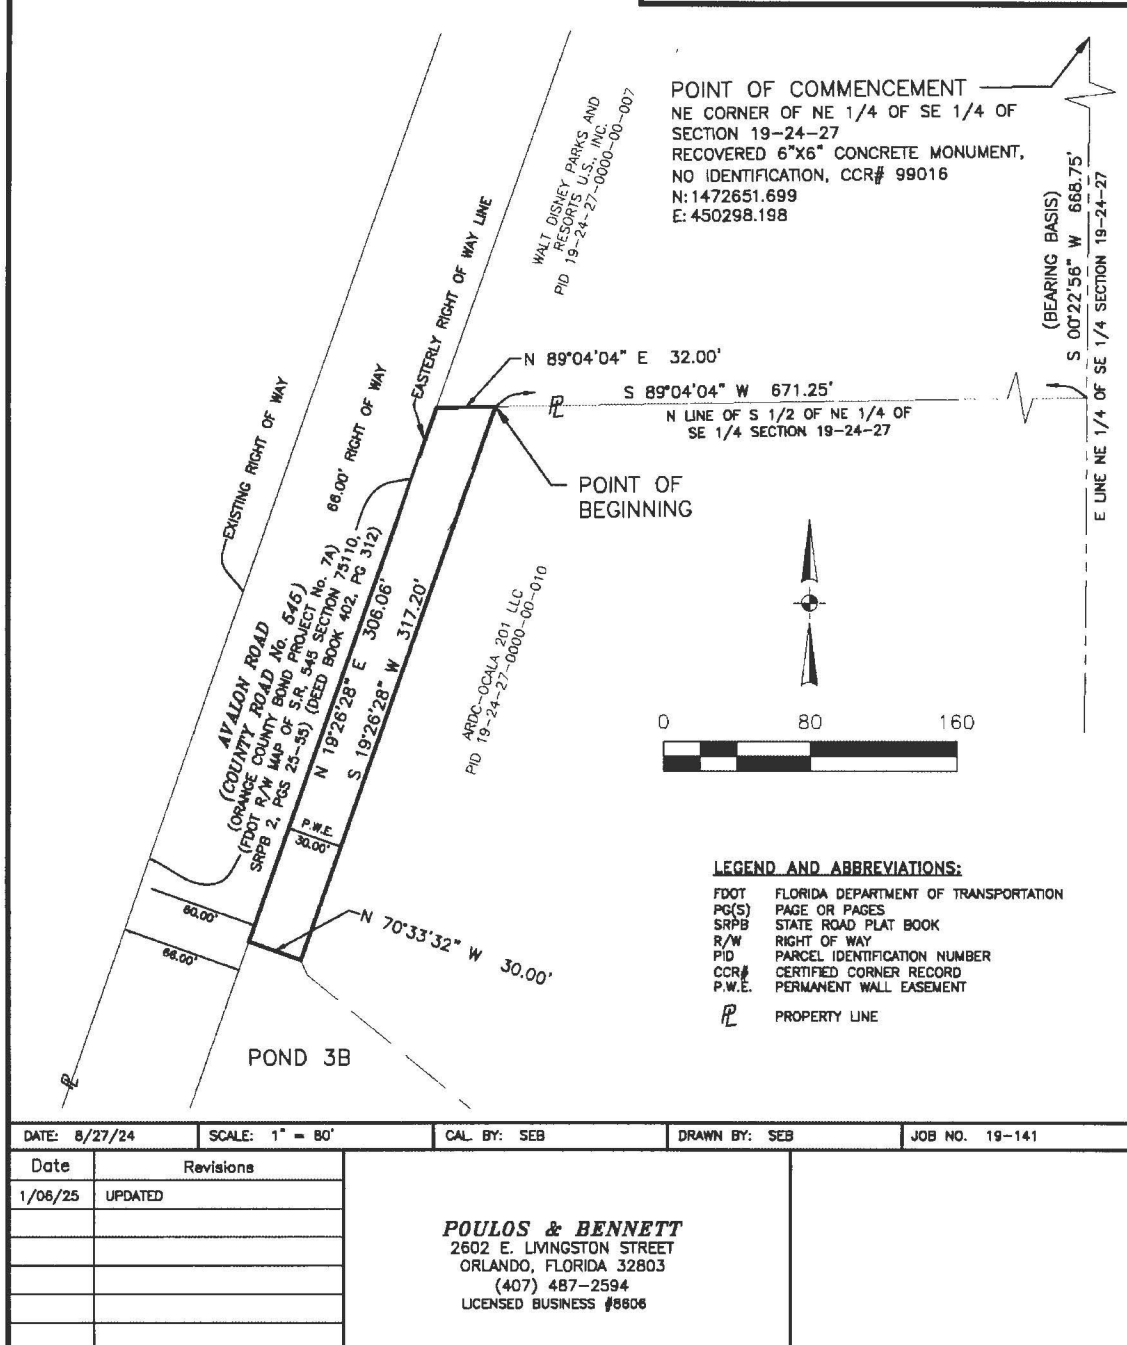 POINT OF COMMENCEMENT
NE CORNER OF NE 1/4 OF SE 1/4 OF
SECTION 19-24-27
RECOVERED 6"X6" CONCRETE MONUMENT,
NO IDENTIFICATION, CCR# 99016
N:1472651.699
E:450298.198
(BEARING BASIS)
S 00°22'56" W 668.75'
E LINE NE 1/4 OF SE 1/4 SECTION 19-24-27
WALT DISNEY PARKS AND
RESORTS U.S., INC.
PID 19-24-27-0000-00-007
EASTERLY RIGHT OF WAY LINE
N 89°04'04" E 32.00'
S 89°04'04" W 671.25'
PL
N LINE OF S 1/2 OF NE 1/4 OF
SE 1/4 SECTION 19-24-27
EXISTING RIGHT OF WAY
66.00' RIGHT OF WAY
POINT OF
BEGINNING
AVALON ROAD
(COUNTY ROAD No. 545)
(ORANGE COUNTY BOND PROJECT No. 7A)
(FDOT R/W MAP OF S.R. 545 SECTION 75110,
SRPB 2, PGS 25-55) (DEED BOOK 402, PG 312)
N 19°26'28" E 306.06'
S 19°26'28" W 317.20'
ARDC-OCALA 201 LLC
PID 19-24-27-0000-00-010
0 80 160
P.W.E.
30.00'
60.00'
66.00'
N 70°33'32" W 30.00'
POND 3B
PL
LEGEND AND ABBREVIATIONS:
FDOT FLORIDA DEPARTMENT OF TRANSPORTATION
PG(S) PAGE OR PAGES
SRPB STATE ROAD PLAT BOOK
R/W RIGHT OF WAY
PID PARCEL IDENTIFICATION NUMBER
CCR# CERTIFIED CORNER RECORD
P.W.E. PERMANENT WALL EASEMENT
PL PROPERTY LINE
DATE: 8/27/24 SCALE: 1" = 80' CAL. BY: SEB DRAWN BY: SEB JOB NO. 19-141
Date Revisions
1/06/25 UPDATED
POULOS & BENNETT
2602 E. LIVINGSTON STREET
ORLANDO, FLORIDA 32803
(407) 487-2594
LICENSED BUSINESS #8606